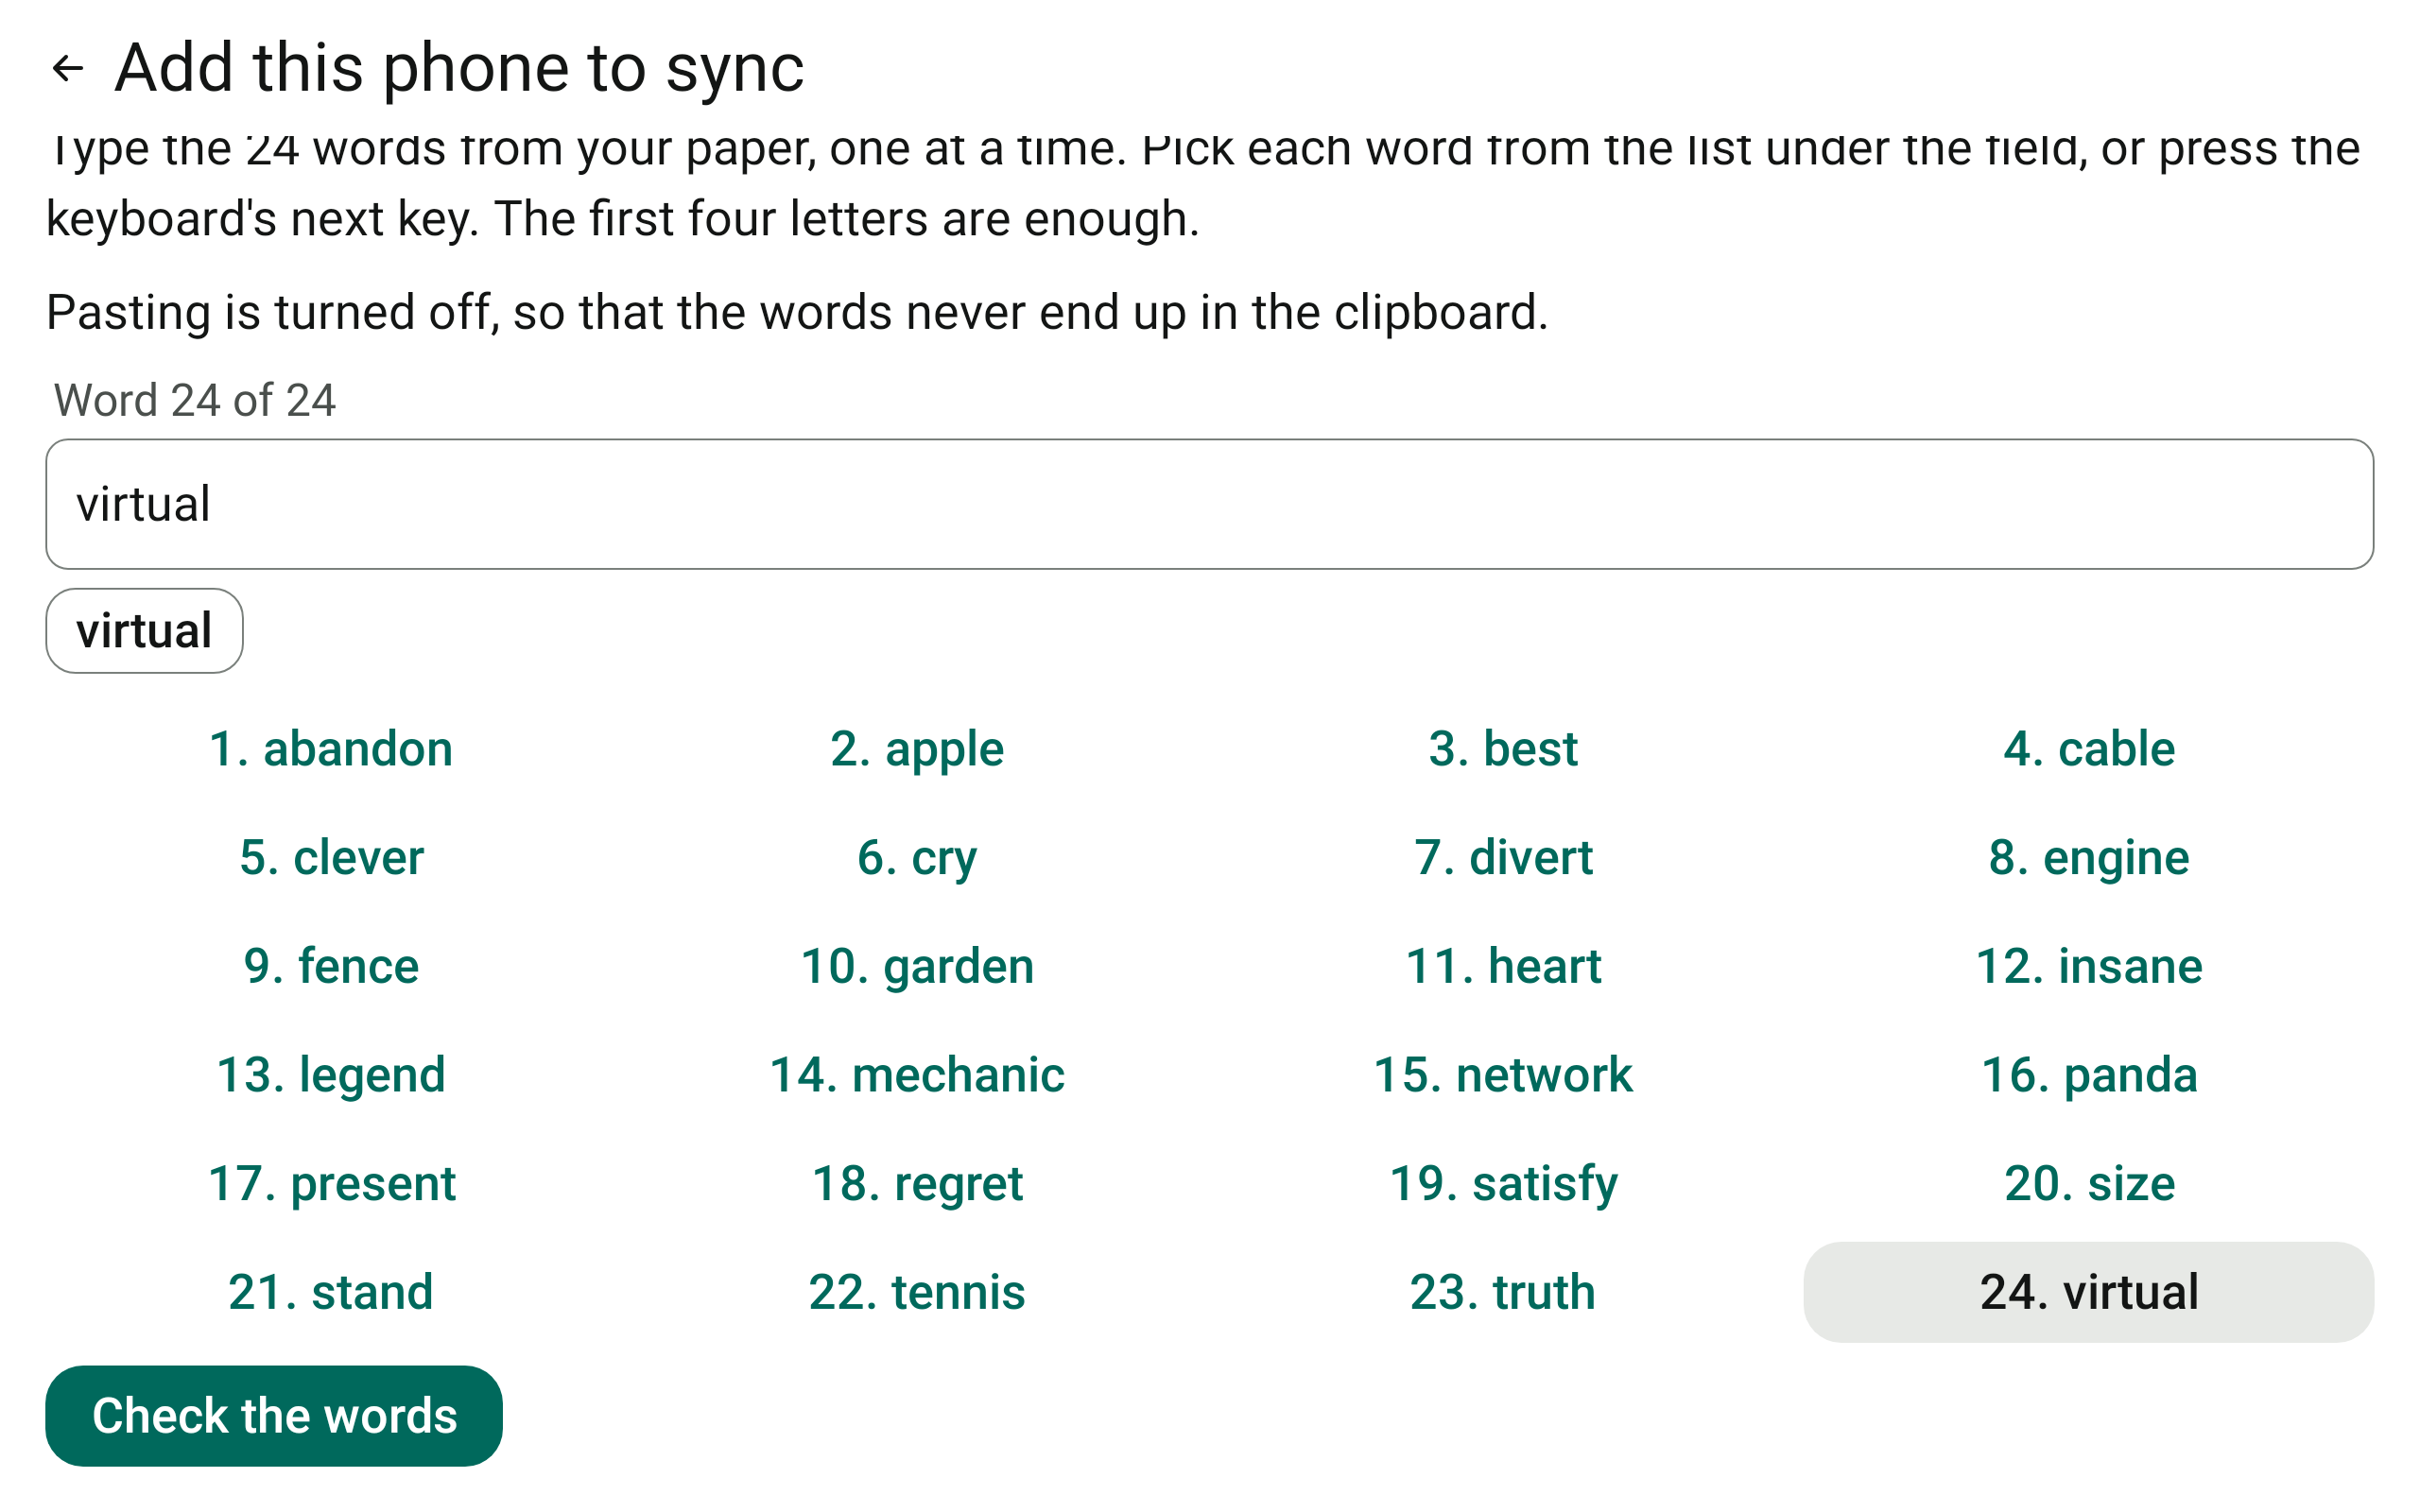 Add this phone to sync
Type the 24 words from your paper, one at a time. Pick each word from the list under the field, or press the
keyboard's next key. The first four letters are enough.
Pasting is turned off, so that the words never end up in the clipboard.
Word 24 of 24
virtual
virtual
1. abandon 2. apple 3. best 4. cable
5. clever 6. cry 7. divert 8. engine
9. fence 10. garden 11. heart 12. insane
13. legend 14. mechanic 15. network 16. panda
17. present 18. regret 19. satisfy 20. size
21. stand 22. tennis 23. truth 24. virtual
Check the words